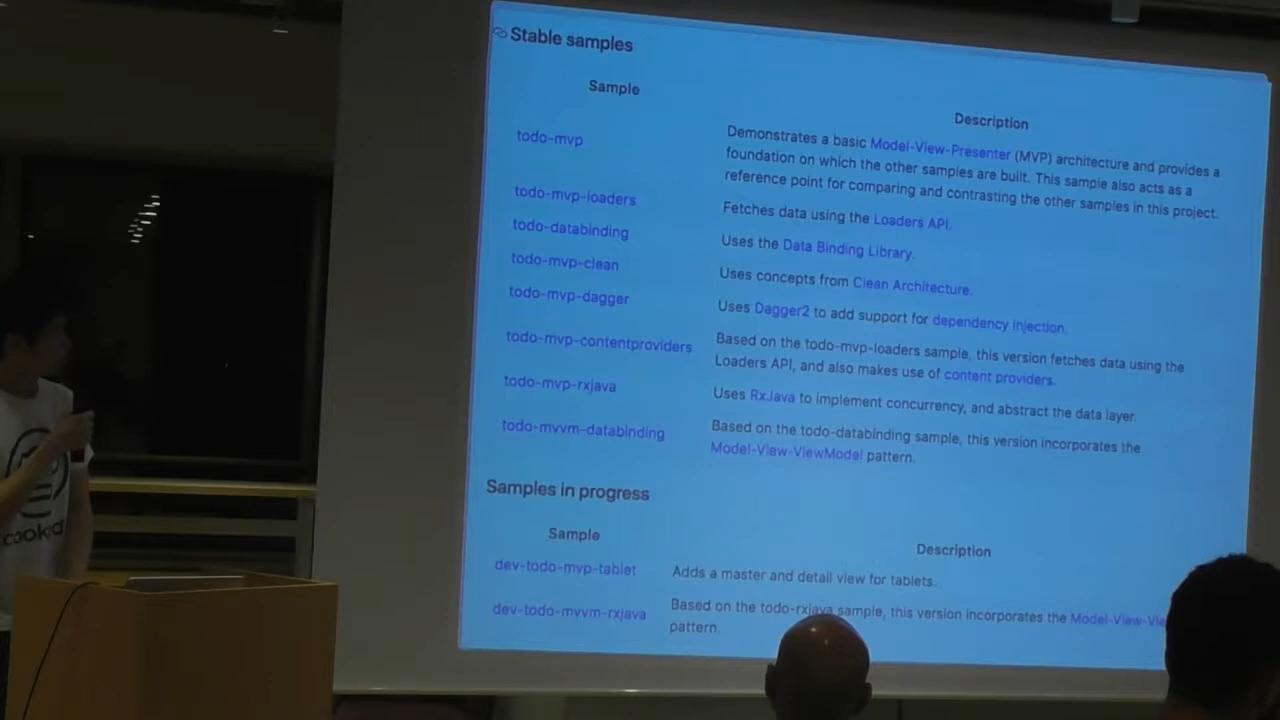 Stable samples
Sample
Description
todo-mvp
Demonstrates a basic Model-View-Presenter (MVP) architecture and provides a
foundation on which the other samples are built. This sample also acts as a
reference point for comparing and contrasting the other samples in this project.
todo-mvp-loaders
Fetches data using the Loaders API.
todo-databinding
Uses the Data Binding Library.
todo-mvp-clean
Uses concepts from Clean Architecture.
todo-mvp-dagger
Uses Dagger2 to add support for dependency injection.
todo-mvp-contentproviders
Based on the todo-mvp-loaders sample, this version fetches data using the
Loaders API, and also makes use of content providers.
todo-mvp-rxjava
Uses RxJava to implement concurrency, and abstract the data layer.
todo-mvvm-databinding
Based on the todo-databinding sample, this version incorporates the
Model-View-ViewModel pattern.
Samples in progress
Sample
Description
dev-todo-mvp-tablet
Adds a master and detail view for tablets.
dev-todo-mvvm-rxjava
Based on the todo-rxjava sample, this version incorporates the Model-View-Vie
pattern.
cookpad